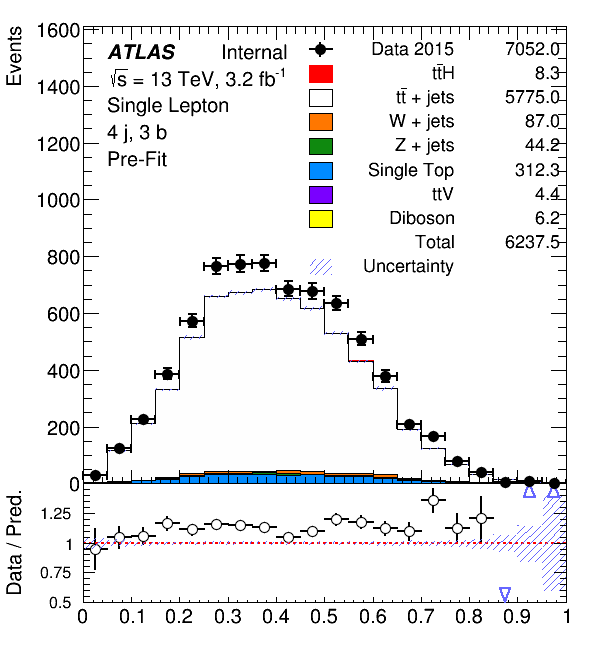 Events
1600
1400
1200
1000
800
600
400
200
0
ATLAS Internal
√s = 13 TeV, 3.2 fb⁻¹
Single Lepton
4 j, 3 b
Pre-Fit
Data 2015 7052.0
tt̄H 8.3
tt̄ + jets 5775.0
W + jets 87.0
Z + jets 44.2
Single Top 312.3
ttV 4.4
Diboson 6.2
Total 6237.5
Uncertainty
Data / Pred.
1.25
1
0.75
0.5
0 0.1 0.2 0.3 0.4 0.5 0.6 0.7 0.8 0.9 1